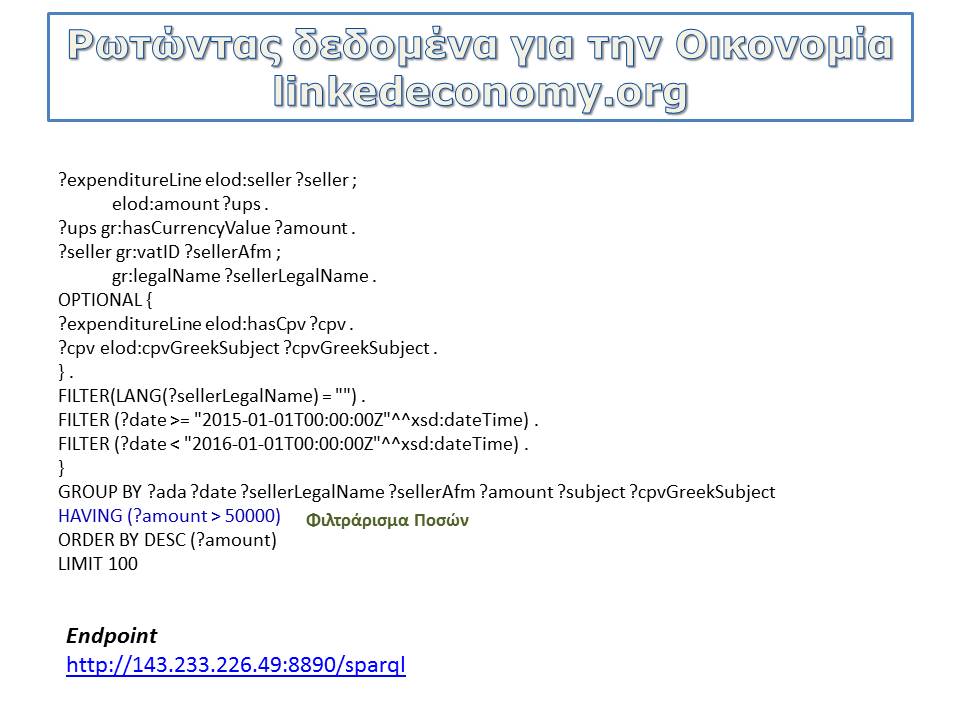 Ρωτώντας δεδομένα για την Οικονομία
linkedeconomy.org
?expenditureLine elod:seller ?seller ;
elod:amount ?ups .
?ups gr:hasCurrencyValue ?amount .
?seller gr:vatID ?sellerAfm ;
gr:legalName ?sellerLegalName .
OPTIONAL {
?expenditureLine elod:hasCpv ?cpv .
?cpv elod:cpvGreekSubject ?cpvGreekSubject .
} .
FILTER(LANG(?sellerLegalName) = "") .
FILTER (?date >= "2015-01-01T00:00:00Z"^^xsd:dateTime) .
FILTER (?date < "2016-01-01T00:00:00Z"^^xsd:dateTime) .
}
GROUP BY ?ada ?date ?sellerLegalName ?sellerAfm ?amount ?subject ?cpvGreekSubject
HAVING (?amount > 50000) Φιλτράρισμα Ποσών
ORDER BY DESC (?amount)
LIMIT 100
Endpoint
http://143.233.226.49:8890/sparql